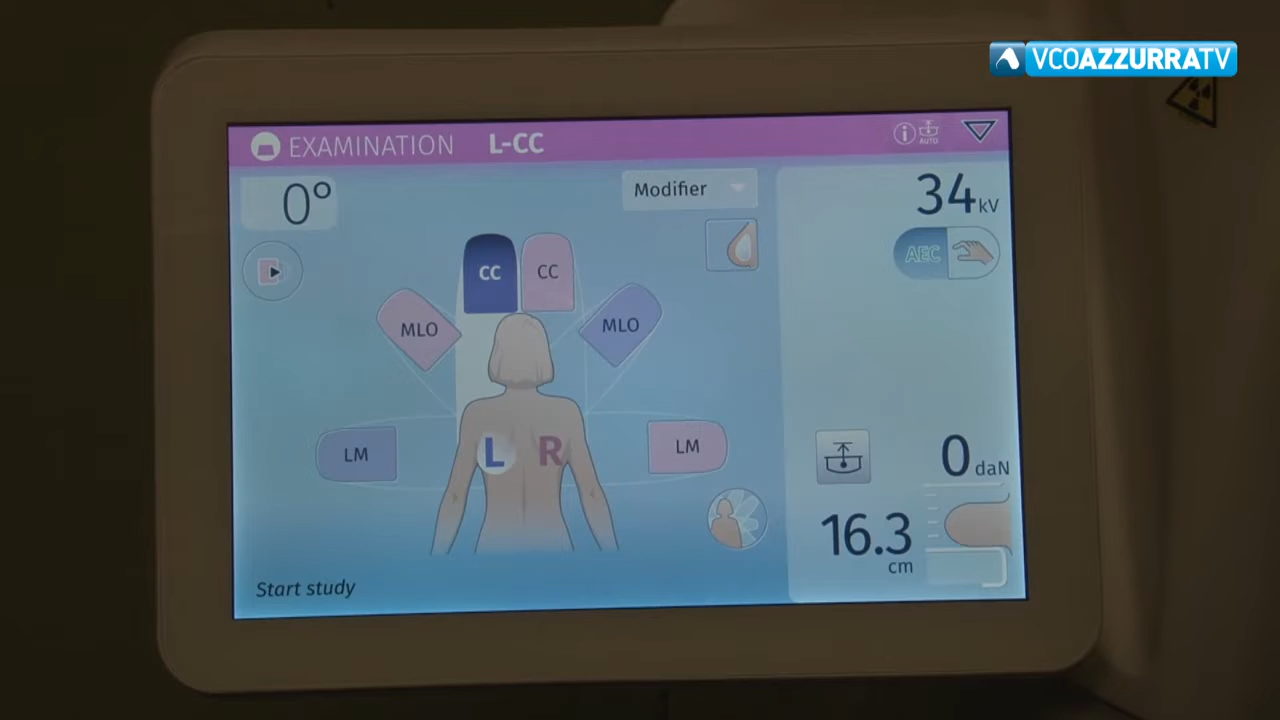 VCOAZZURRATV
EXAMINATION L-CC
AUTO
0°
Modifier
34 kV
AEC
CC CC
MLO MLO
LM LM
L R
0 daN
16.3
cm
Start study